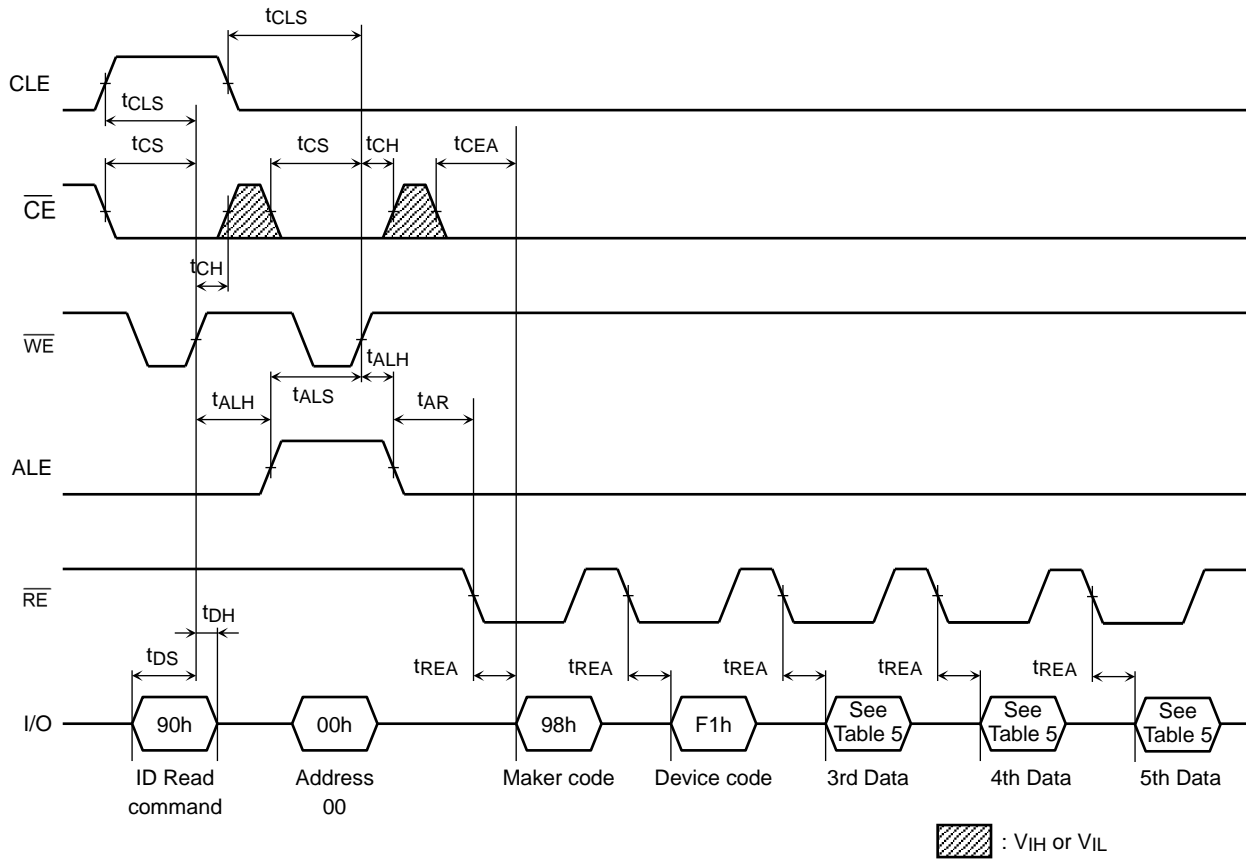 tCLS
CLE
tCLS
tCS
tCS
tCH
tCEA
CE
tCH
WE
tALH
tALH
tALS
tAR
ALE
RE
tDH
tDS
tREA
tREA
tREA
tREA
tREA
I/O
90h
00h
98h
F1h
See
Table 5
See
Table 5
See
Table 5
ID Read
command
Address
00
Maker code
Device code
3rd Data
4th Data
5th Data
: VIH or VIL